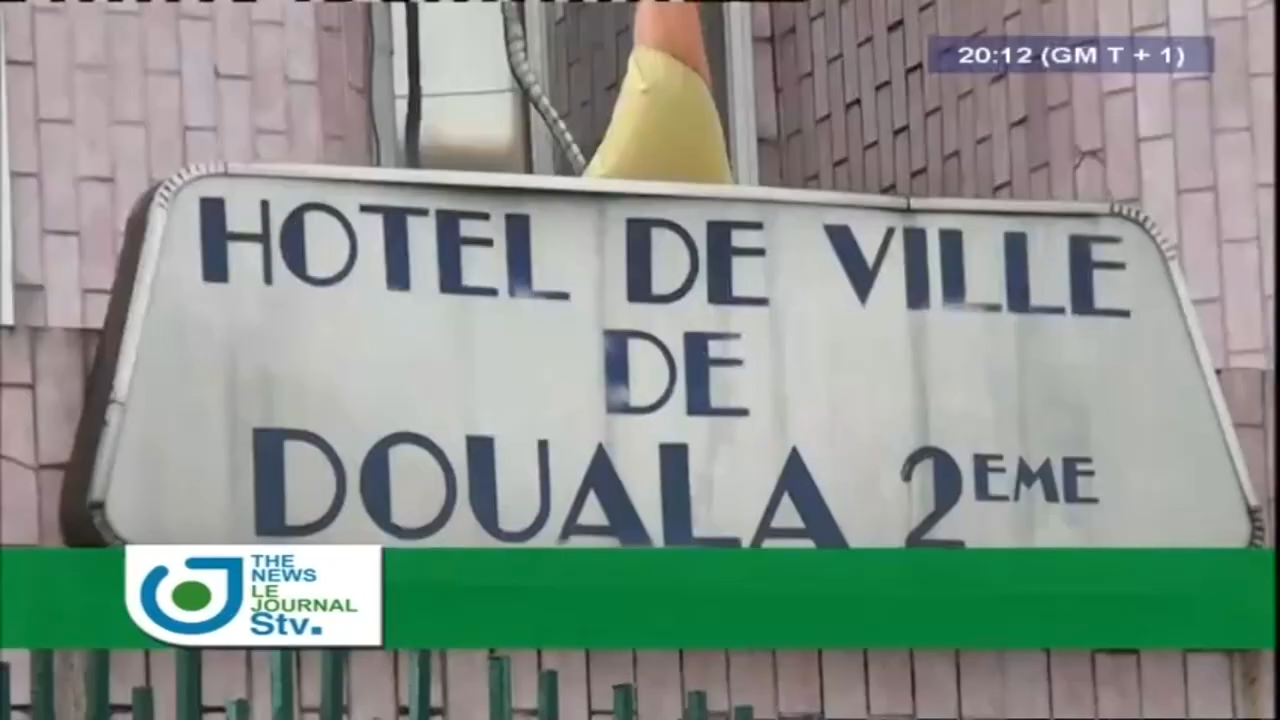 20:12 (GM T + 1)
HOTEL DE VILLE
DE
DOUALA 2EME
THE
NEWS
LE
JOURNAL
Stv.